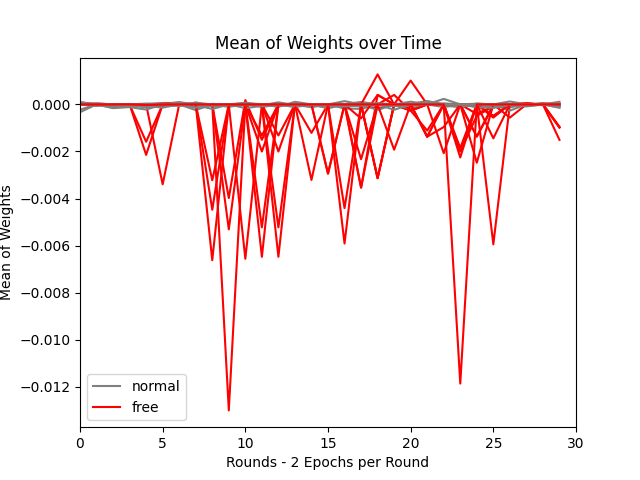 Mean of Weights over Time
Mean of Weights
0.000
−0.002
−0.004
−0.006
−0.008
−0.010
−0.012
normal
free
0 5 10 15 20 25 30
Rounds - 2 Epochs per Round